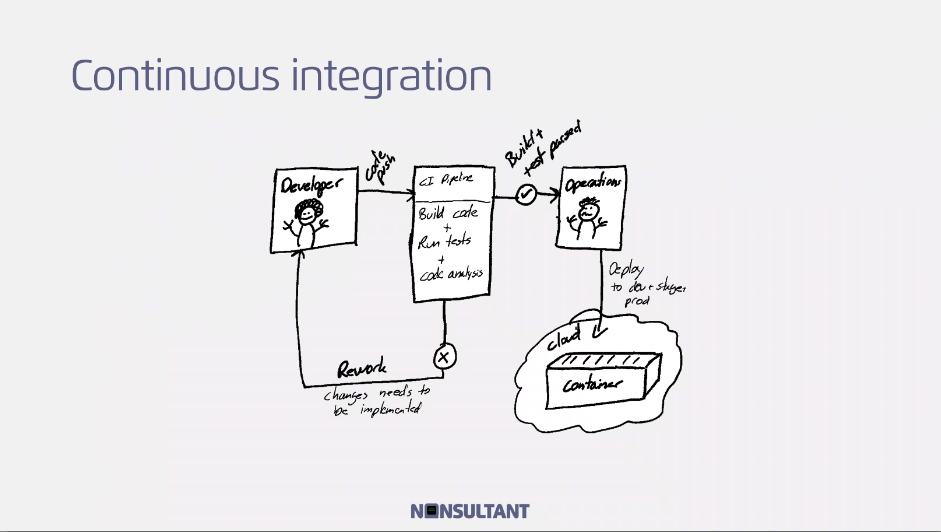 Continuous integration
Developer
Code
push
CI Pipeline
Build code
+
Run tests
+
Code analysis
Build +
test passed
Operation
Deploy
to dev + stage +
prod
Cloud
Container
Rework
Changes needs to
be implemented
NONSULTANT